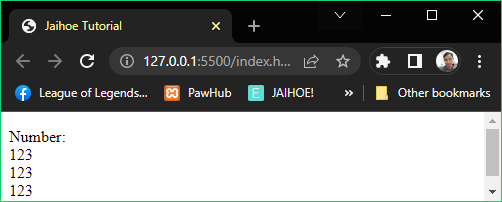 Jaihoe Tutorial
127.0.0.1:5500/index.h...
League of Legends...
PawHub
JAIHOE!
Other bookmarks
Number:
123
123
123